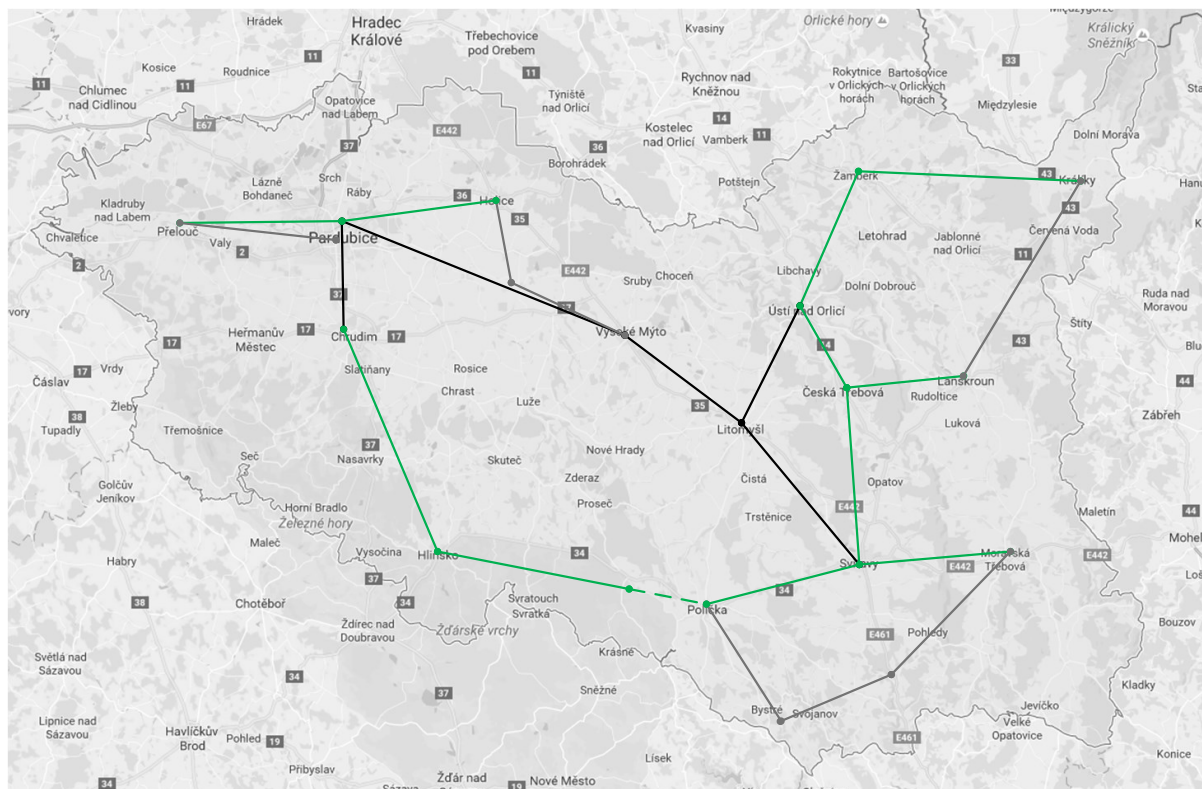 Hrádek
Hradec
Králové
Třebechovice
pod Orebem
Kvasiny
Orlické hory
Králický
Sněžník
11
Kosice
Roudnice
11
11
11
33
Chlumec
nad Cidlinou
Opatovice
nad Labem
Týniště
nad Orlicí
Rychnov nad
Kněžnou
Rokytnice
v Orlických
horách
Bartošovice
v Orlických
horách
Międzylesie
E67
E442
37
14
Kostelec
nad Orlicí
Vamberk
11
36
Dolní Morava
Borohrádek
Lázně
Bohdaneč
Srch
Ráby
36
Potštejn
Žamberk
43
Králíky
Kladruby
nad Labem
Holice
35
43
Přelouč
Chvaletice
Valy
2
Pardubice
Letohrad
Jablonné
nad Orlicí
Červená Voda
11
2
E442
Sruby
Choceň
Libchavy
Dolní Dobrouč
37
Ústí nad Orlicí
Ruda nad
Moravou
Štíty
Heřmanův
Městec
17
Chrudim
17
Vysoké Mýto
17
43
Slatiňany
Rosice
Čáslav
17
Vrdy
Chrast
Luže
Česká Třebová
Lanškroun
Rudoltice
44
Žleby
38
Tupadly
Třemošnice
35
Litomyšl
Luková
Zábřeh
37
Nasavrky
Seč
Skuteč
Nové Hrady
Zderaz
Čistá
Opatov
Golčův
Jeníkov
Horní Bradlo
Železné hory
Proseč
Trstěnice
E442
Maletín
44
Habry
Maleč
Vysočina
Hlinsko
34
Svitavy
E442
Moravská
Třebová
E442
37
38
Chotěboř
34
Svratouch
Svratka
34
Polička
Ždírec nad
Doubravou
Žďárské vrchy
Krásné
E461
Pohledy
Bouzov
Světlá nad
Sázavou
34
37
Sněžné
Bystré
Svojanov
Kladky
Jevíčko
Velké
Opatovice
Lipnice nad
Sázavou
Havlíčkův
Brod
Pohled
19
E461
Konice
Lísek
Přibyslav
34
Žďár nad
19
Nové Město